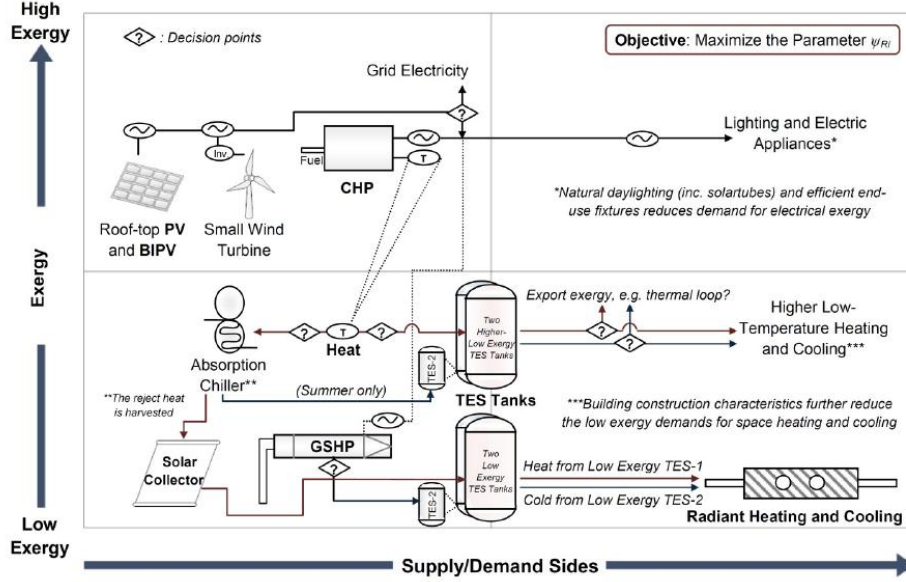 High
Exergy
? : Decision points
Objective: Maximize the Parameter ψRi
Grid Electricity
?
Inv
Fuel
T
CHP
Lighting and Electric
Appliances*
*Natural daylighting (inc. solartubes) and efficient end-
use fixtures reduces demand for electrical exergy
Roof-top PV
and BIPV
Small Wind
Turbine
Exergy
?
T
?
Heat
Absorption
Chiller**
(Summer only)
**The reject heat
is harvested
Two
Higher-
Low Exergy
TES Tanks
TES-2
TES Tanks
Export exergy, e.g. thermal loop?
?
?
Higher Low-
Temperature Heating
and Cooling***
***Building construction characteristics further reduce
the low exergy demands for space heating and cooling
Solar
Collector
GSHP
?
TES-2
Two
Low
Exergy
TES Tanks
Heat from Low Exergy TES-1
Cold from Low Exergy TES-2
Radiant Heating and Cooling
Low
Exergy
Supply/Demand Sides